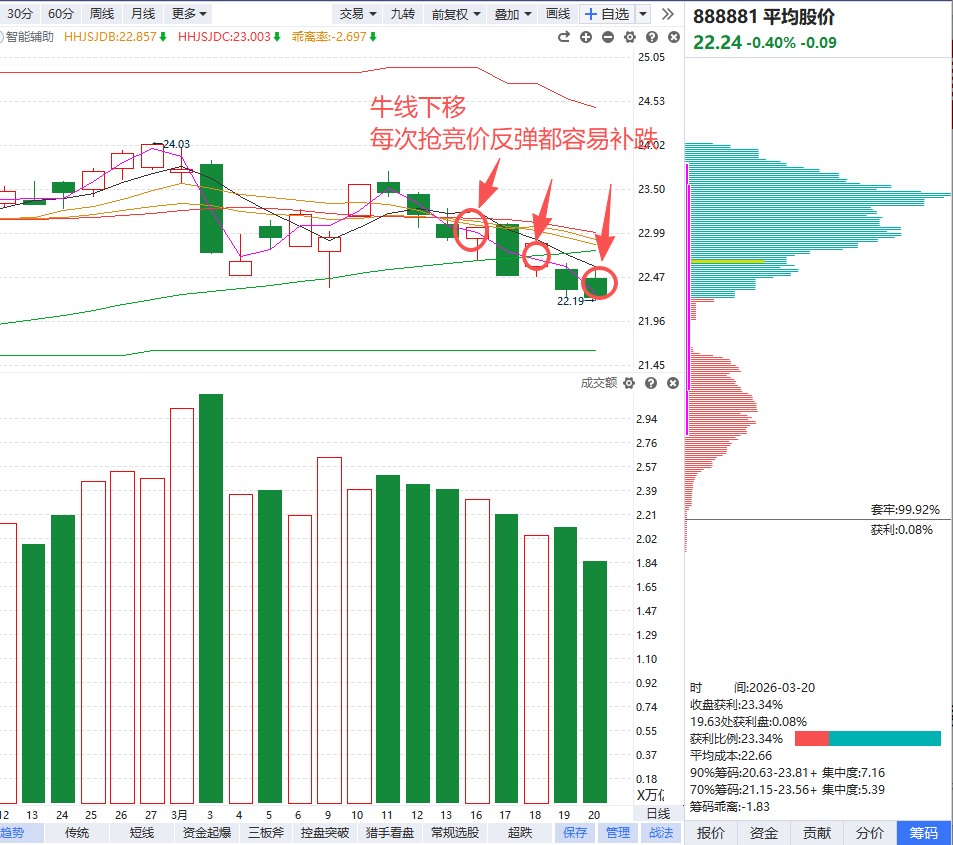 30分 60分 周线 月线 更多 交易 九转 前复权 叠加 画线 +自选
888881 平均股价
22.24 -0.40% -0.09
智能辅助 HHJSJDB:22.857 HHJSJDC:23.003 乖离率:-2.697
25.05
24.53
24.02
23.50
22.99
22.47
21.96
21.45
牛线下移
每次抢竞价反弹都容易补跌
24.03
22.19
成交额
2.94
2.76
2.57
2.39
2.21
2.02
1.84
1.65
1.47
1.29
1.10
0.92
0.74
0.55
0.37
0.18
X万亿
套牢:99.92%
获利:0.08%
时 间:2026-03-20
收盘获利:23.34%
19.63处获利盘:0.08%
获利比例:23.34%
平均成本:22.66
90%筹码:20.63-23.81+ 集中度:7.16
70%筹码:21.15-23.56+ 集中度:5.39
筹码乖离:-1.83
12 13 24 25 26 27 3月 3 4 5 6 9 10 11 12 13 16 17 18 19 20 日线
趋势 传统 短线 资金起爆 三板斧 控盘突破 猎手看盘 常规选股 超跌 保存 管理 战法
报价 资金 贡献 分价 筹码